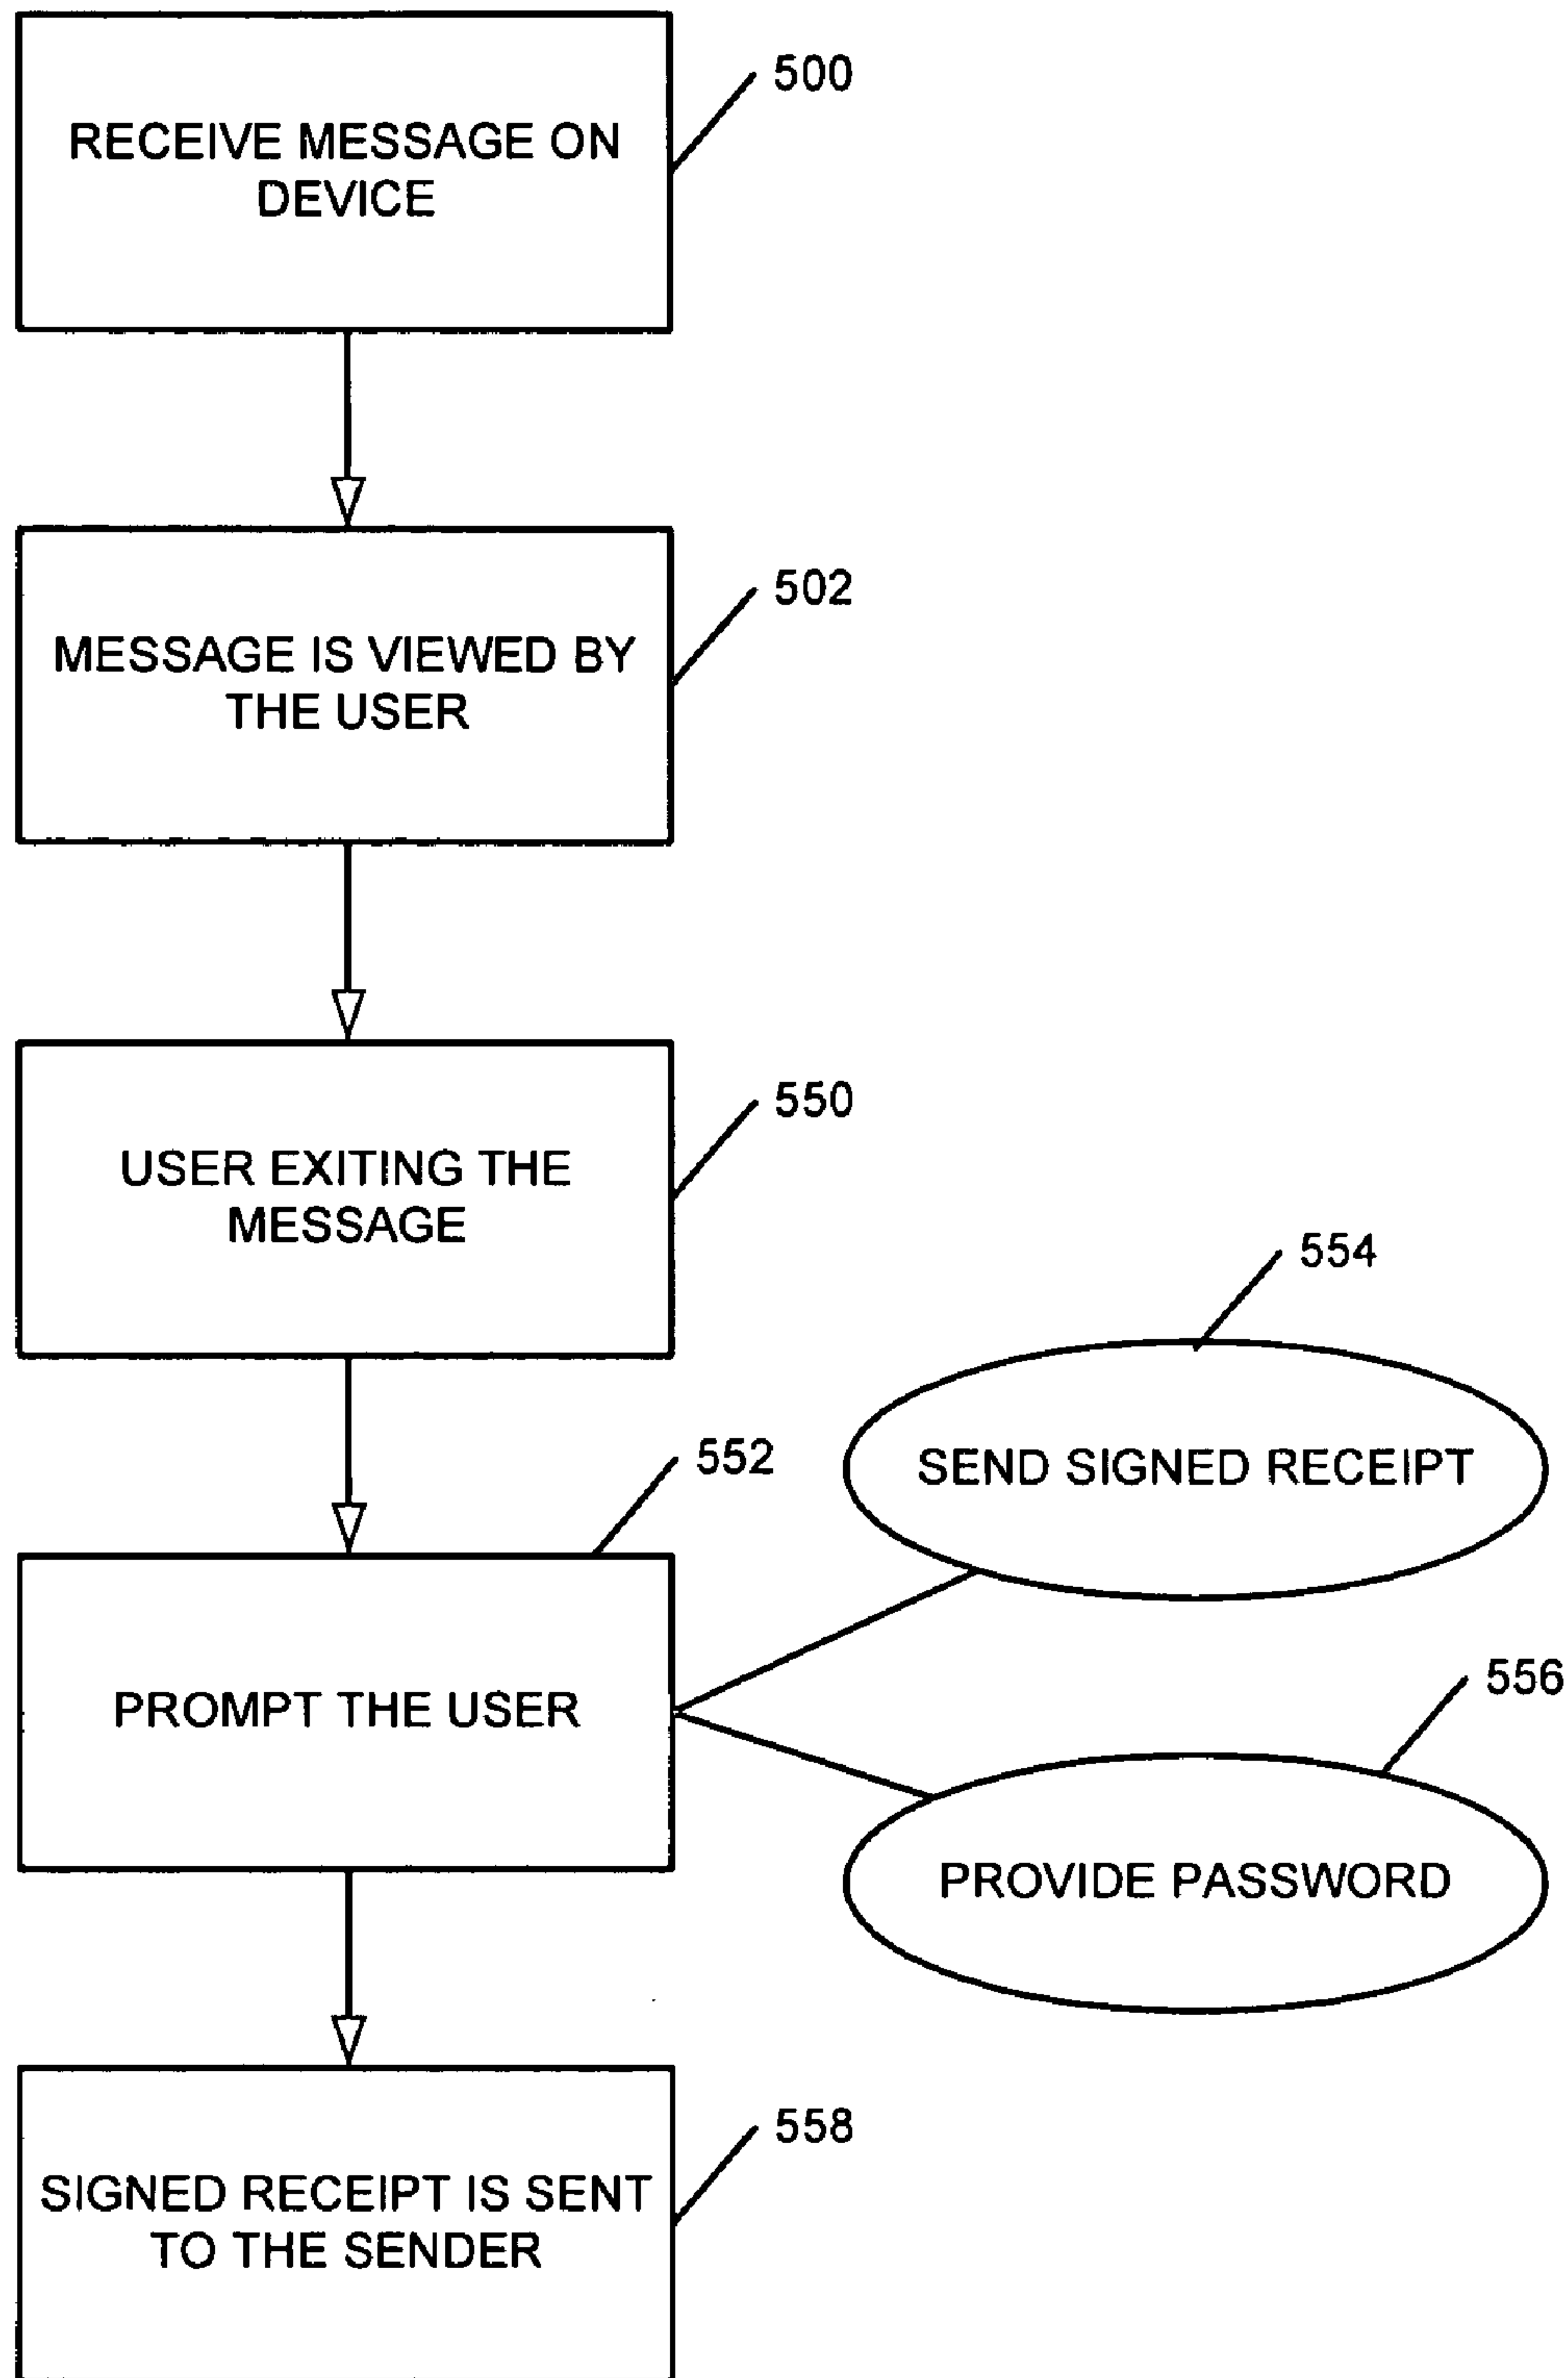 500
RECEIVE MESSAGE ON
DEVICE
502
MESSAGE IS VIEWED BY
THE USER
550
USER EXITING THE
MESSAGE
554
552
SEND SIGNED RECEIPT
556
PROMPT THE USER
PROVIDE PASSWORD
558
SIGNED RECEIPT IS SENT
TO THE SENDER